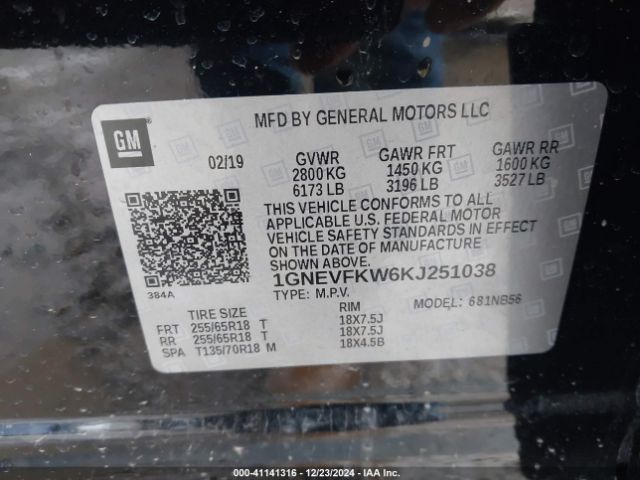 GM
MFD BY GENERAL MOTORS LLC
02/19
GVWR
2800 KG
6173 LB
GAWR FRT
1450 KG
3196 LB
GAWR RR
1600 KG
3527 LB
THIS VEHICLE CONFORMS TO ALL
APPLICABLE U.S. FEDERAL MOTOR
VEHICLE SAFETY STANDARDS IN EFFECT
ON THE DATE OF MANUFACTURE
SHOWN ABOVE.
1GNEVFKW6KJ251038
384A
TYPE: M.P.V.
MODEL: 681NB56
TIRE SIZE RIM
FRT 255/65R18 T 18X7.5J
RR 255/65R18 T 18X7.5J
SPA T135/70R18 M 18X4.5B
000-41141316 - 12/23/2024 - IAA Inc.